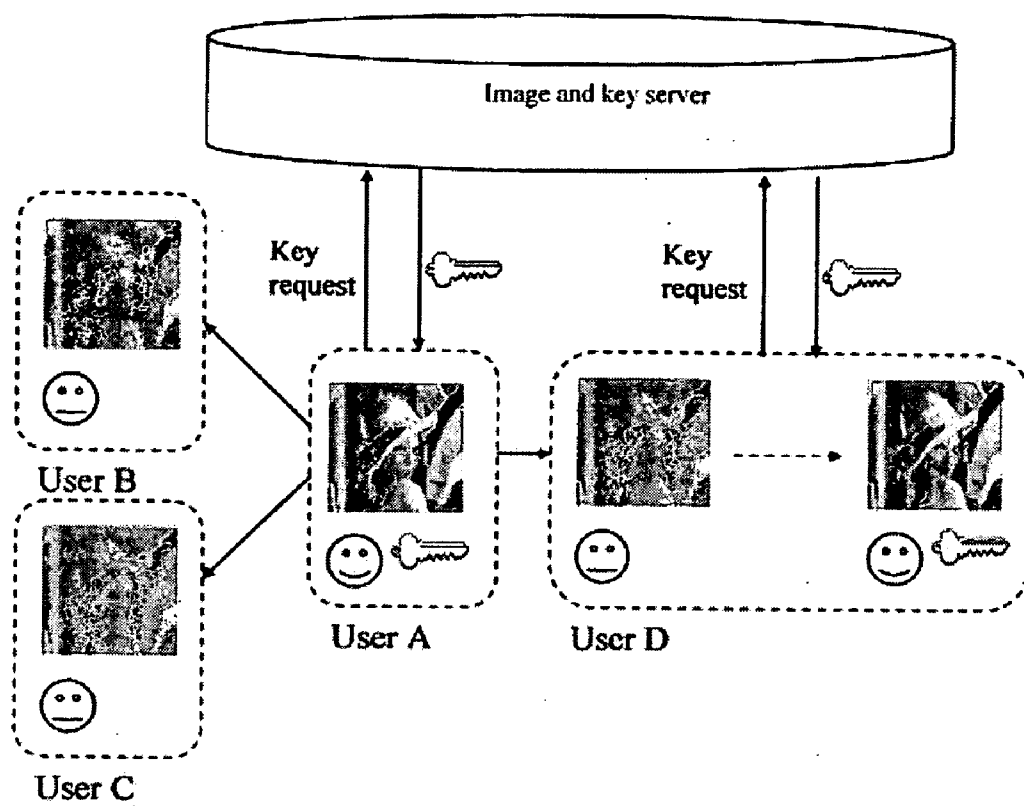 Image and key server
Key
request
Key
request
User B
User A
User D
User C